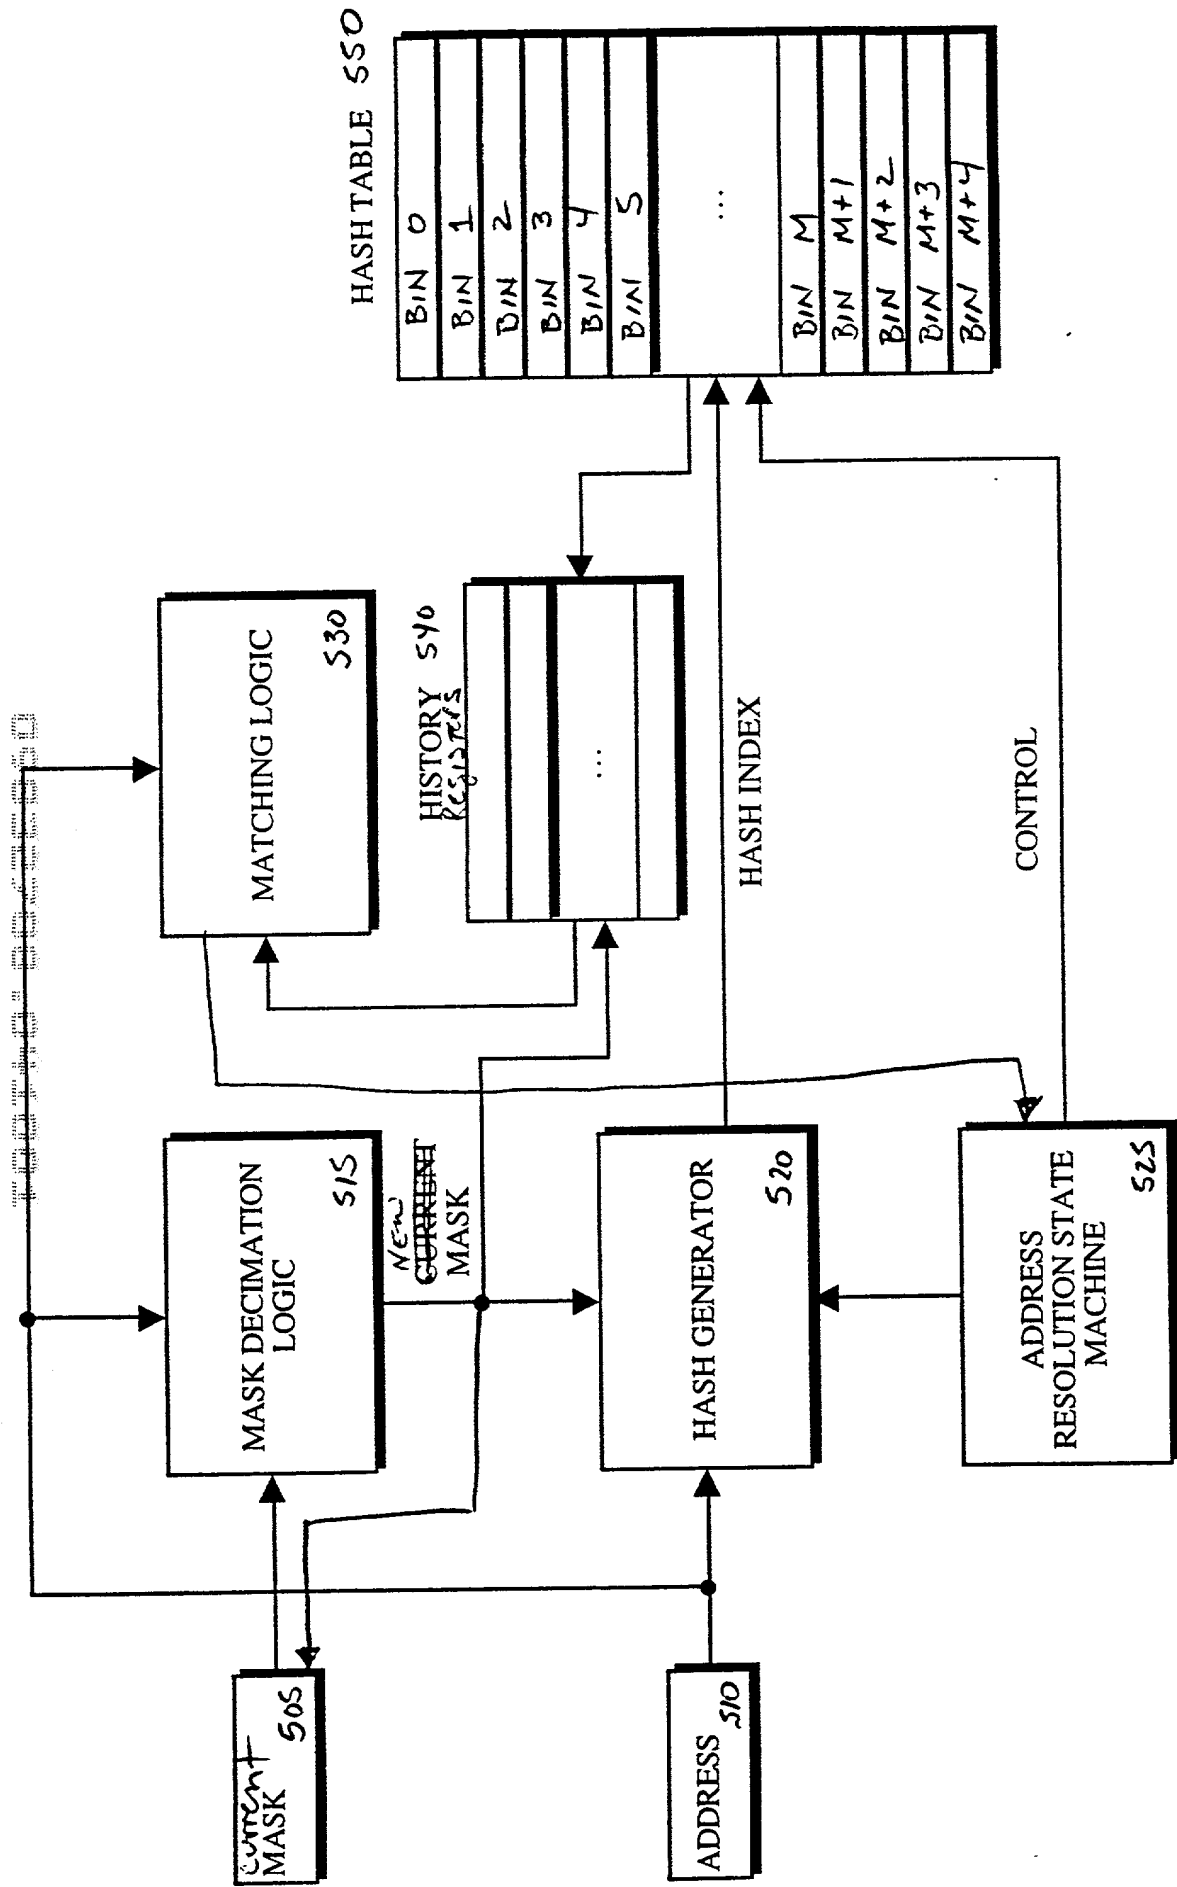 Current
MASK
505
ADDRESS
510
MASK DECIMATION
LOGIC
515
NEW
CURRENT
MASK
HASH GENERATOR
520
ADDRESS
RESOLUTION STATE
MACHINE
525
MATCHING LOGIC
530
HISTORY 540
Registers
...
HASH INDEX
CONTROL
HASH TABLE 550
BIN 0
BIN 1
BIN 2
BIN 3
BIN 4
BIN 5
...
BIN M
BIN M+1
BIN M+2
BIN M+3
BIN M+4